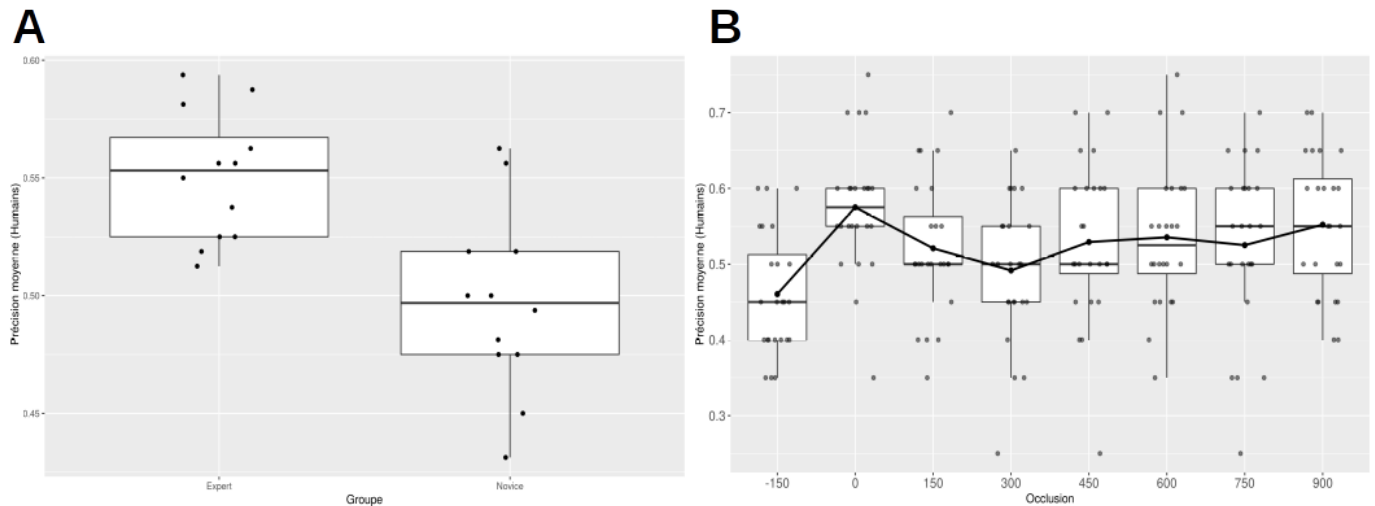 A
B
Précision moyenne (Humains)
0.60
0.55
0.50
0.45
Expert
Novice
Groupe
Précision moyenne (Humains)
0.7
0.6
0.5
0.4
0.3
-150
0
150
300
450
600
750
900
Occlusion